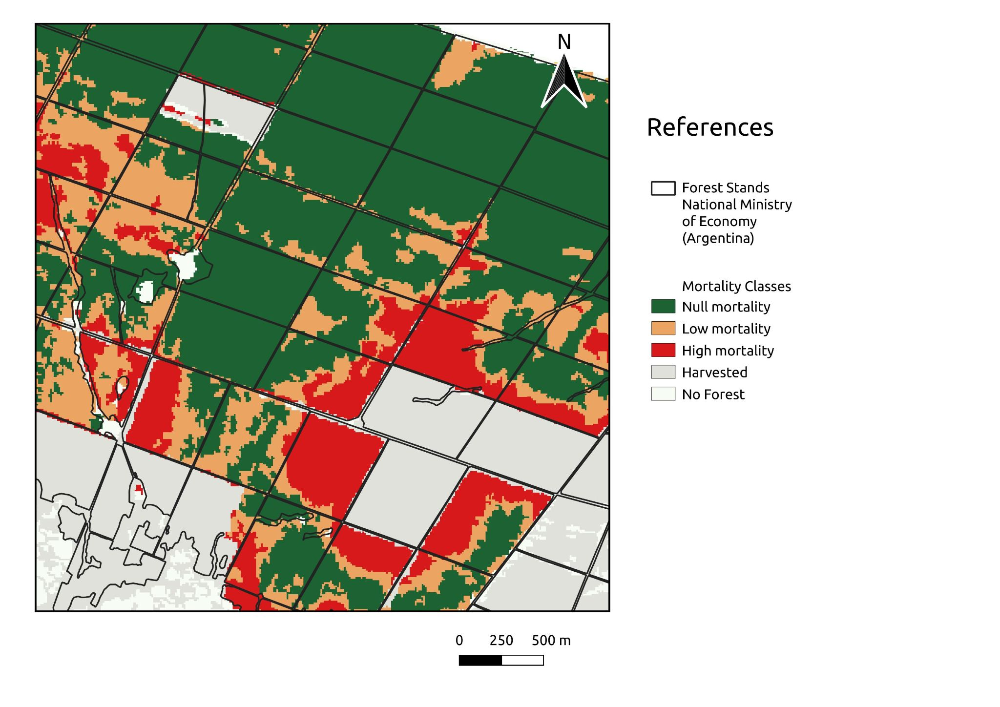 N
References
Forest Stands
National Ministry
of Economy
(Argentina)
Mortality Classes
Null mortality
Low mortality
High mortality
Harvested
No Forest
0 250 500 m